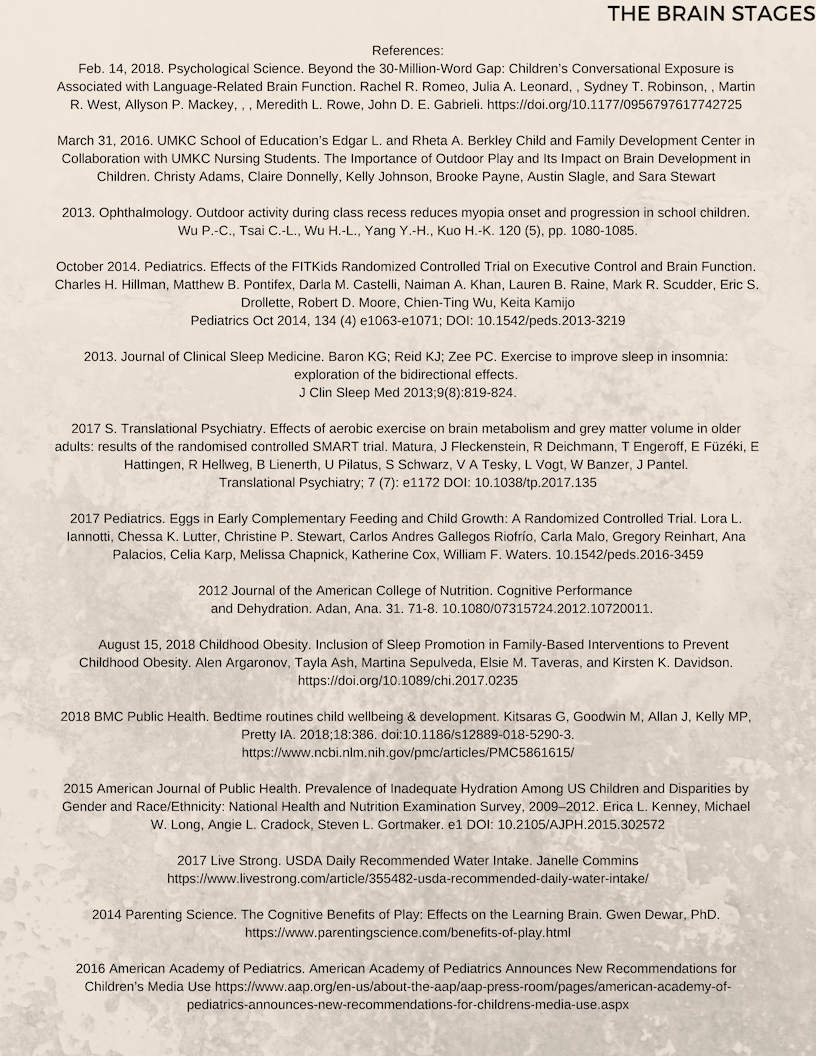 THE BRAIN STAGES
References:
Feb. 14, 2018. Psychological Science. Beyond the 30-Million-Word Gap: Children’s Conversational Exposure is
Associated with Language-Related Brain Function. Rachel R. Romeo, Julia A. Leonard, , Sydney T. Robinson, , Martin
R. West, Allyson P. Mackey, , , Meredith L. Rowe, John D. E. Gabrieli. https://doi.org/10.1177/0956797617742725
March 31, 2016. UMKC School of Education’s Edgar L. and Rheta A. Berkley Child and Family Development Center in
Collaboration with UMKC Nursing Students. The Importance of Outdoor Play and Its Impact on Brain Development in
Children. Christy Adams, Claire Donnelly, Kelly Johnson, Brooke Payne, Austin Slagle, and Sara Stewart
2013. Ophthalmology. Outdoor activity during class recess reduces myopia onset and progression in school children.
Wu P.-C., Tsai C.-L., Wu H.-L., Yang Y.-H., Kuo H.-K. 120 (5), pp. 1080-1085.
October 2014. Pediatrics. Effects of the FITKids Randomized Controlled Trial on Executive Control and Brain Function.
Charles H. Hillman, Matthew B. Pontifex, Darla M. Castelli, Naiman A. Khan, Lauren B. Raine, Mark R. Scudder, Eric S.
Drollette, Robert D. Moore, Chien-Ting Wu, Keita Kamijo
Pediatrics Oct 2014, 134 (4) e1063-e1071; DOI: 10.1542/peds.2013-3219
2013. Journal of Clinical Sleep Medicine. Baron KG; Reid KJ; Zee PC. Exercise to improve sleep in insomnia:
exploration of the bidirectional effects.
J Clin Sleep Med 2013;9(8):819-824.
2017 S. Translational Psychiatry. Effects of aerobic exercise on brain metabolism and grey matter volume in older
adults: results of the randomised controlled SMART trial. Matura, J Fleckenstein, R Deichmann, T Engeroff, E Füzéki, E
Hattingen, R Hellweg, B Lienerth, U Pilatus, S Schwarz, V A Tesky, L Vogt, W Banzer, J Pantel.
Translational Psychiatry; 7 (7): e1172 DOI: 10.1038/tp.2017.135
2017 Pediatrics. Eggs in Early Complementary Feeding and Child Growth: A Randomized Controlled Trial. Lora L.
Iannotti, Chessa K. Lutter, Christine P. Stewart, Carlos Andres Gallegos Riofrío, Carla Malo, Gregory Reinhart, Ana
Palacios, Celia Karp, Melissa Chapnick, Katherine Cox, William F. Waters. 10.1542/peds.2016-3459
2012 Journal of the American College of Nutrition. Cognitive Performance
and Dehydration. Adan, Ana. 31. 71-8. 10.1080/07315724.2012.10720011.
August 15, 2018 Childhood Obesity. Inclusion of Sleep Promotion in Family-Based Interventions to Prevent
Childhood Obesity. Alen Argaronov, Tayla Ash, Martina Sepulveda, Elsie M. Taveras, and Kirsten K. Davidson.
https://doi.org/10.1089/chi.2017.0235
2018 BMC Public Health. Bedtime routines child wellbeing & development. Kitsaras G, Goodwin M, Allan J, Kelly MP,
Pretty IA. 2018;18:386. doi:10.1186/s12889-018-5290-3.
https://www.ncbi.nlm.nih.gov/pmc/articles/PMC5861615/
2015 American Journal of Public Health. Prevalence of Inadequate Hydration Among US Children and Disparities by
Gender and Race/Ethnicity: National Health and Nutrition Examination Survey, 2009–2012. Erica L. Kenney, Michael
W. Long, Angie L. Cradock, Steven L. Gortmaker. e1 DOI: 10.2105/AJPH.2015.302572
2017 Live Strong. USDA Daily Recommended Water Intake. Janelle Commins
https://www.livestrong.com/article/355482-usda-recommended-daily-water-intake/
2014 Parenting Science. The Cognitive Benefits of Play: Effects on the Learning Brain. Gwen Dewar, PhD.
https://www.parentingscience.com/benefits-of-play.html
2016 American Academy of Pediatrics. American Academy of Pediatrics Announces New Recommendations for
Children’s Media Use https://www.aap.org/en-us/about-the-aap/aap-press-room/pages/american-academy-of-
pediatrics-announces-new-recommendations-for-childrens-media-use.aspx